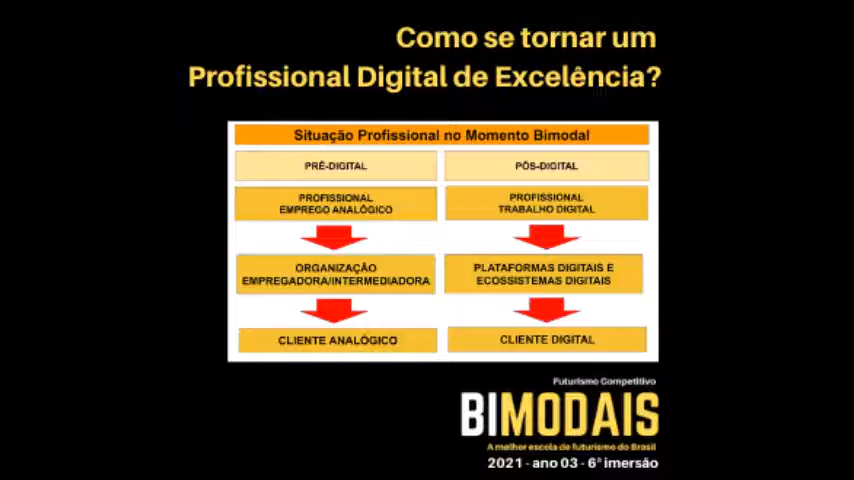 Como se tornar um
Profissional Digital de Excelência?
Situação Profissional no Momento Bimodal
PRÉ-DIGITAL
PÓS-DIGITAL
PROFISSIONAL
EMPREGO ANALÓGICO
PROFISSIONAL
TRABALHO DIGITAL
ORGANIZAÇÃO
EMPREGADORA/INTERMEDIADORA
PLATAFORMAS DIGITAIS E
ECOSSISTEMAS DIGITAIS
CLIENTE ANALÓGICO
CLIENTE DIGITAL
Futurismo Competitivo
BIMODAIS
A melhor escola de futurismo do Brasil
2021 - ano 03 - 6ª imersão